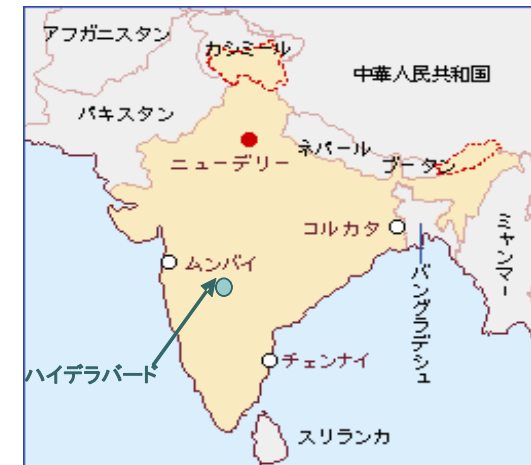 アフガニスタン
カシミール
中華人民共和国
パキスタン
ネパール
ブータン
ニューデリー
コルカタ
ミャンマー
ムンバイ
バングラデシュ
ハイデラバード
チェンナイ
スリランカ